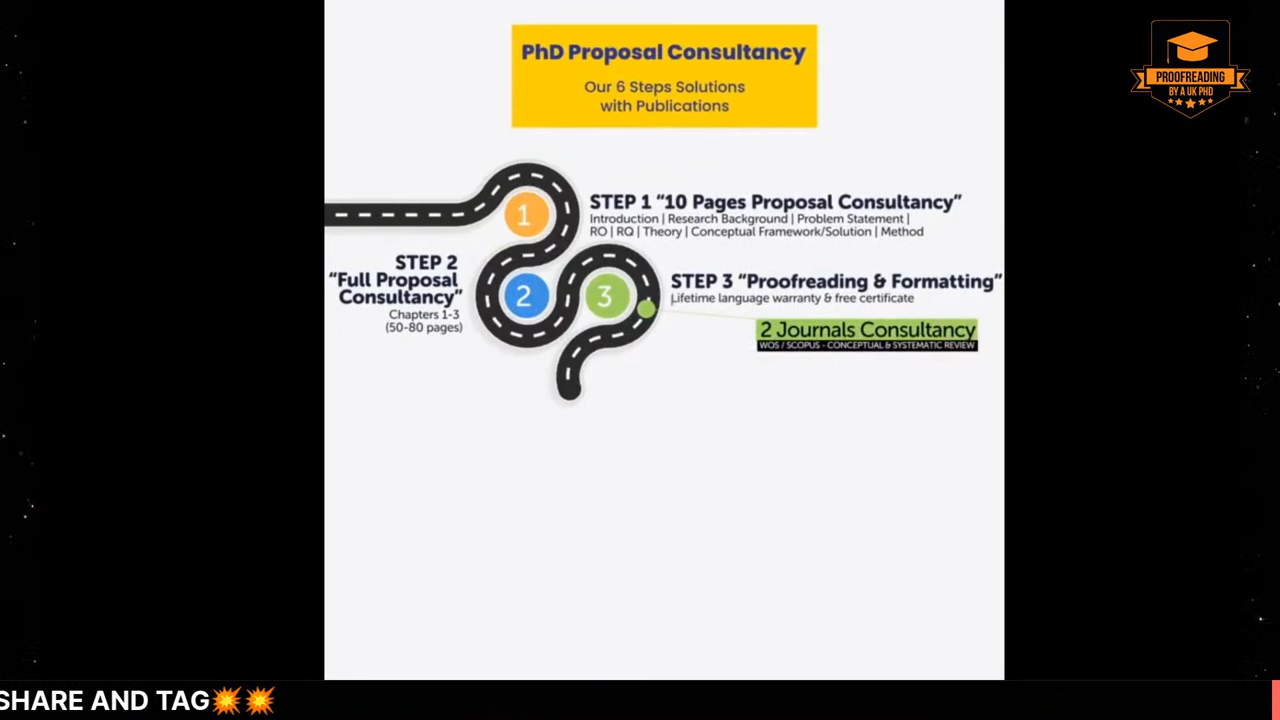 PhD Proposal Consultancy
Our 6 Steps Solutions
with Publications
PROOFREADING
BY A UK PHD
1
STEP 1 “10 Pages Proposal Consultancy”
Introduction | Research Background | Problem Statement |
RO | RQ | Theory | Conceptual Framework/Solution | Method
STEP 2
“Full Proposal
Consultancy”
Chapters 1-3
(50-80 pages)
2
3
STEP 3 “Proofreading & Formatting”
Lifetime language warranty & free certificate
2 Journals Consultancy
WOS / SCOPUS - CONCEPTUAL & SYSTEMATIC REVIEW
SHARE AND TAG💥💥